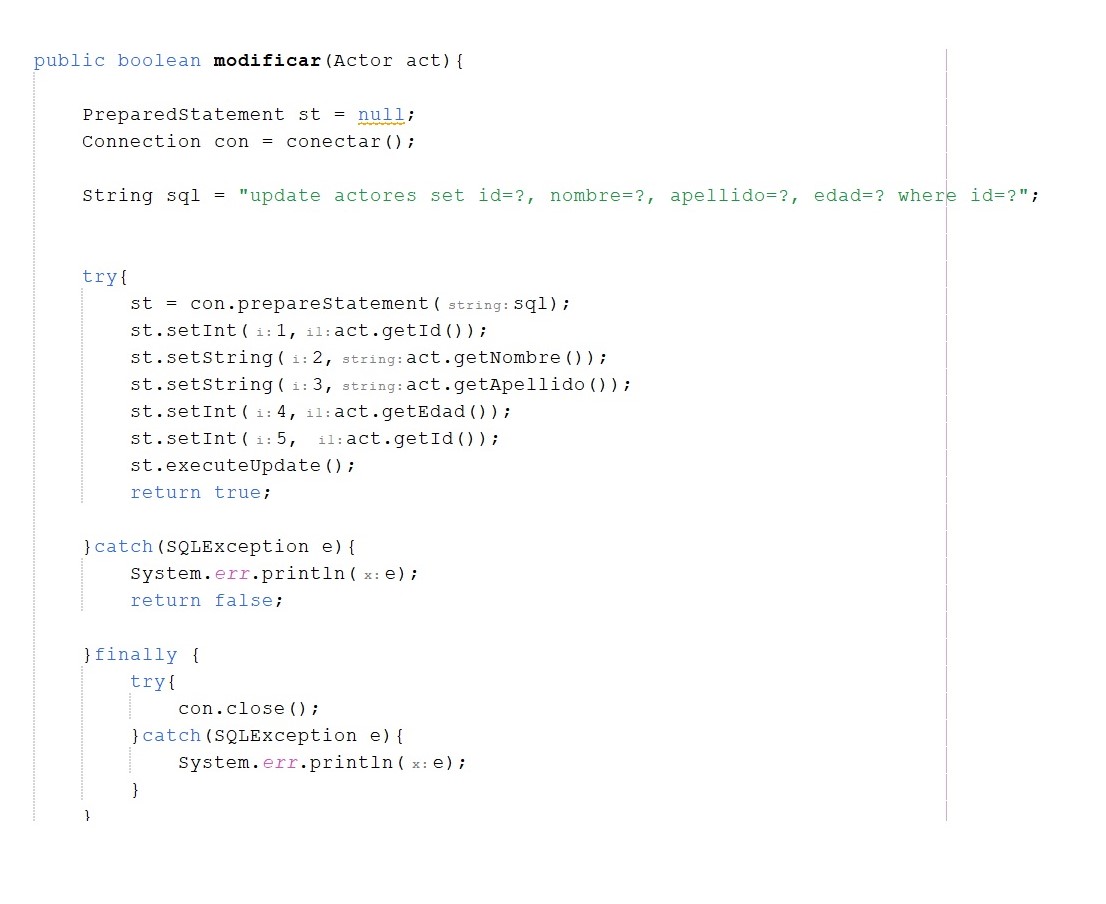 public boolean modificar(Actor act){
PreparedStatement st = null;
Connection con = conectar();
String sql = "update actores set id=?, nombre=?, apellido=?, edad=? where id=?";
try{
st = con.prepareStatement( string: sql);
st.setInt( i: 1, i1: act.getId());
st.setString( i: 2, string: act.getNombre());
st.setString( i: 3, string: act.getApellido());
st.setInt( i: 4, i1: act.getEdad());
st.setInt( i: 5, i1: act.getId());
st.executeUpdate();
return true;
}catch(SQLException e){
System.err.println( x: e);
return false;
}finally {
try{
con.close();
}catch(SQLException e){
System.err.println( x: e);
}
}